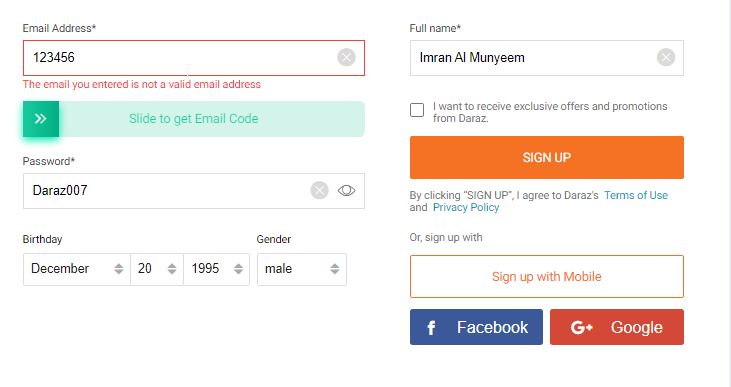 Email Address*
123456
The email you entered is not a valid email address
Slide to get Email Code
Password*
Daraz007
Birthday
Gender
December 20 1995 male
Full name*
Imran Al Munyeem
I want to receive exclusive offers and promotions
from Daraz.
SIGN UP
By clicking “SIGN UP”, I agree to Daraz's Terms of Use
and Privacy Policy
Or, sign up with
Sign up with Mobile
f Facebook
G+ Google